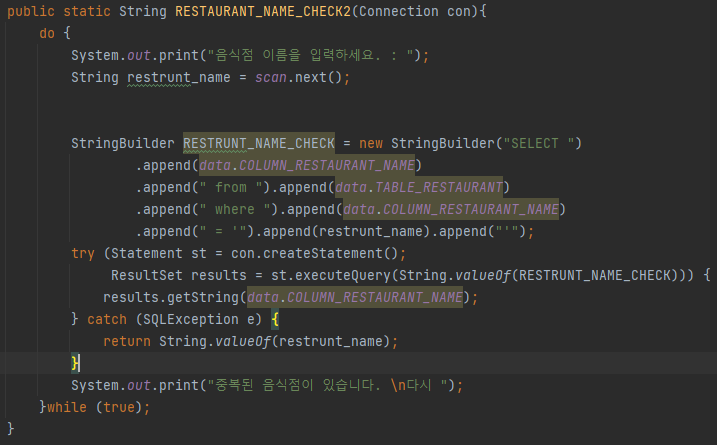 public static String RESTAURANT_NAME_CHECK2(Connection con){
do {
System.out.print("음식점 이름을 입력하세요. : ");
String restrunt_name = scan.next();
StringBuilder RESTRUNT_NAME_CHECK = new StringBuilder("SELECT ")
.append(data.COLUMN_RESTAURANT_NAME)
.append(" from ").append(data.TABLE_RESTAURANT)
.append(" where ").append(data.COLUMN_RESTAURANT_NAME)
.append(" = '").append(restrunt_name).append("'");
try (Statement st = con.createStatement();
ResultSet results = st.executeQuery(String.valueOf(RESTRUNT_NAME_CHECK))) {
results.getString(data.COLUMN_RESTAURANT_NAME);
} catch (SQLException e) {
return String.valueOf(restrunt_name);
}
System.out.print("중복된 음식점이 있습니다. \n다시 ");
}while (true);
}